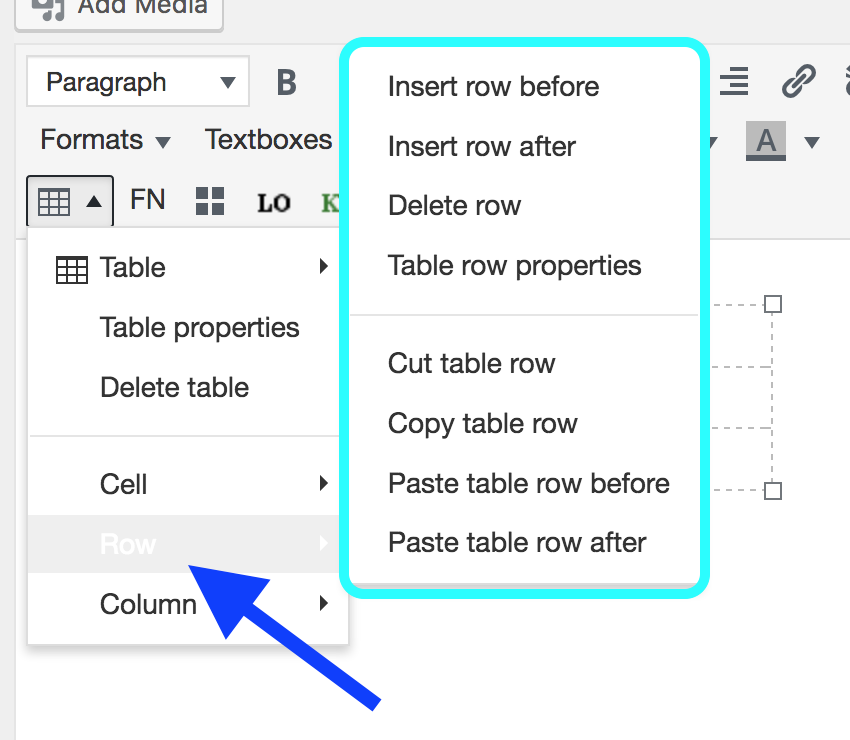 Add Media
Paragraph
B
Formats
Textboxes
A
FN
LO
K
Table
Table properties
Delete table
Cell
Row
Column
Insert row before
Insert row after
Delete row
Table row properties
Cut table row
Copy table row
Paste table row before
Paste table row after